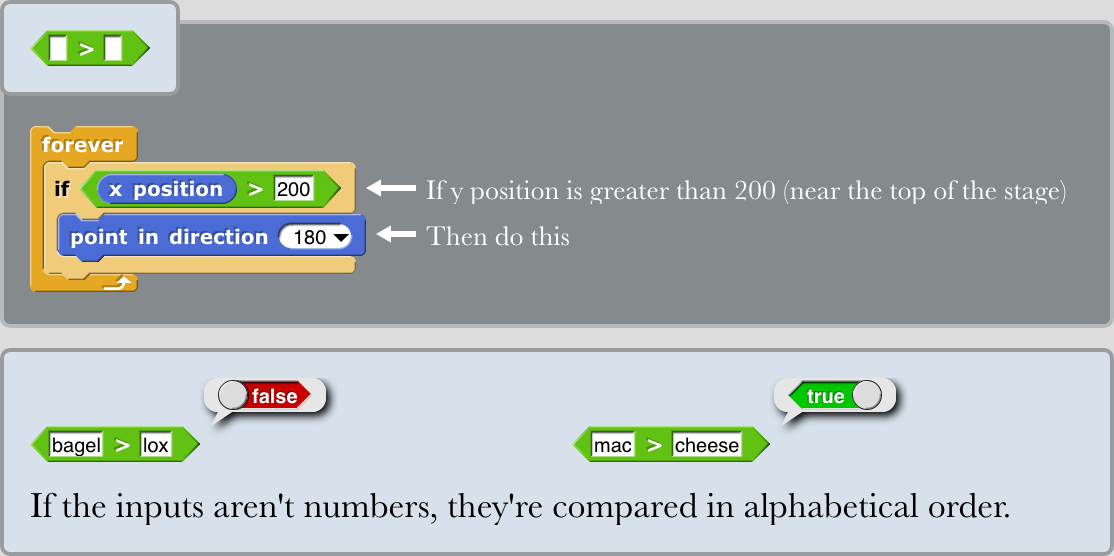 >
forever
if x position > 200
If y position is greater than 200 (near the top of the stage)
point in direction 180
Then do this
false
true
bagel > lox
mac > cheese
If the inputs aren't numbers, they're compared in alphabetical order.